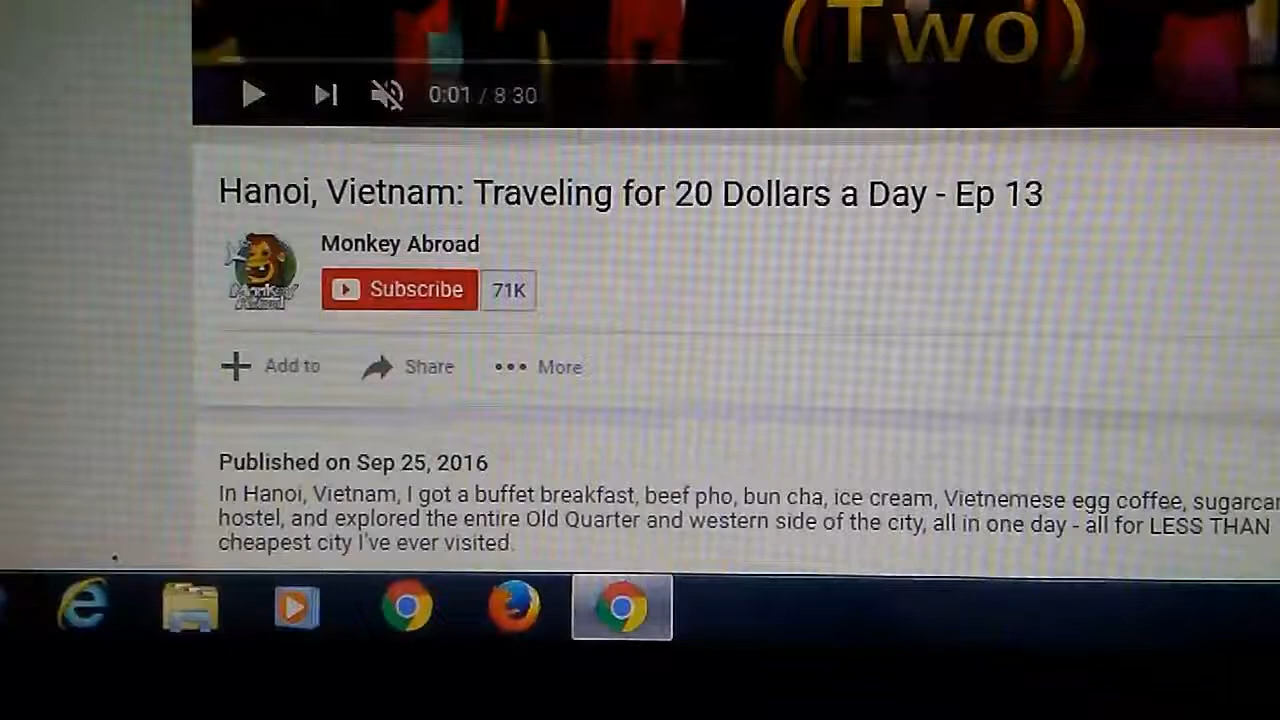 (Two)
0:01 / 8:30
Hanoi, Vietnam: Traveling for 20 Dollars a Day - Ep 13
Monkey Abroad
Subscribe 71K
Add to Share More
Published on Sep 25, 2016
In Hanoi, Vietnam, I got a buffet breakfast, beef pho, bun cha, ice cream, Vietnemese egg coffee,
hostel, and explored the entire Old Quarter and western side of the city, all in one day - all for LESS THAN
cheapest city I've ever visited.